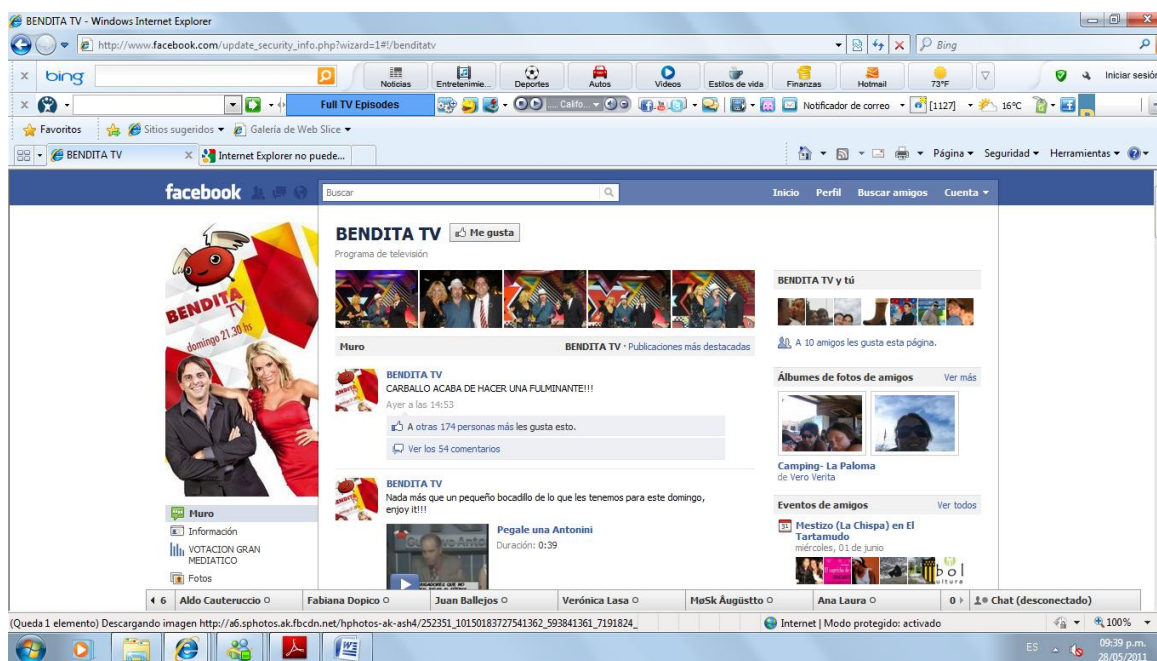 BENDITA TV - Windows Internet Explorer
http://www.facebook.com/update_security_info.php?wizard=1#!/benditatv
Bing
bing
Noticias
Entretenimie...
Deportes
Autos
Videos
Estilos de vida
Finanzas
Hotmail
73°F
Iniciar sesión
Full TV Episodes
.... Califo...
Notificador de correo
[1127]
16°C
Favoritos
Sitios sugeridos
Galería de Web Slice
BENDITA TV
Internet Explorer no puede...
Página
Seguridad
Herramientas
facebook
Buscar
Inicio
Perfil
Buscar amigos
Cuenta
BENDITA TV
domingo 21.30 hs
Muro
Información
VOTACION GRAN
MEDIATICO
Fotos
BENDITA TV
Me gusta
Programa de televisión
Muro
BENDITA TV · Publicaciones más destacadas
BENDITA TV
CARBALLO ACABA DE HACER UNA FULMINANTE!!!
Ayer a las 14:53
A otras 174 personas más les gusta esto.
Ver los 54 comentarios
BENDITA TV
Nada más que un pequeño bocadillo de lo que les tenemos para este domingo,
enjoy it!!!
Pegale una Antonini
Duración: 0:39
BENDITA TV y tú
A 10 amigos les gusta esta página.
Álbumes de fotos de amigos
Ver más
Camping- La Paloma
de Vero Verita
Eventos de amigos
Ver todos
31
Mestizo (La Chispa) en El
Tartamudo
miércoles, 01 de junio
6
Aldo Cauteruccio
Fabiana Dopico
Juan Ballejos
Verónica Lasa
MøSk Âugüstto
Ana Laura
0
Chat (desconectado)
(Queda 1 elemento) Descargando imagen http://a6.sphotos.ak.fbcdn.net/hphotos-ak-ash4/252351_10150183727541362_593841361_7191824_
Internet | Modo protegido: activado
100%
ES
09:39 p.m.
28/05/2011